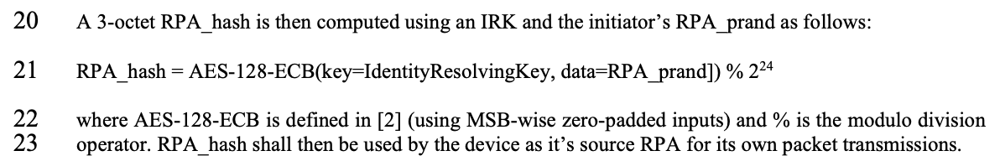 20 A 3-octet RPA_hash is then computed using an IRK and the initiator's RPA_prand as follows:
21 RPA_hash = AES-128-ECB(key=IdentityResolvingKey, data=RPA_prand]) % 2²⁴
22 where AES-128-ECB is defined in [2] (using MSB-wise zero-padded inputs) and % is the modulo division
23 operator. RPA_hash shall then be used by the device as it's source RPA for its own packet transmissions.